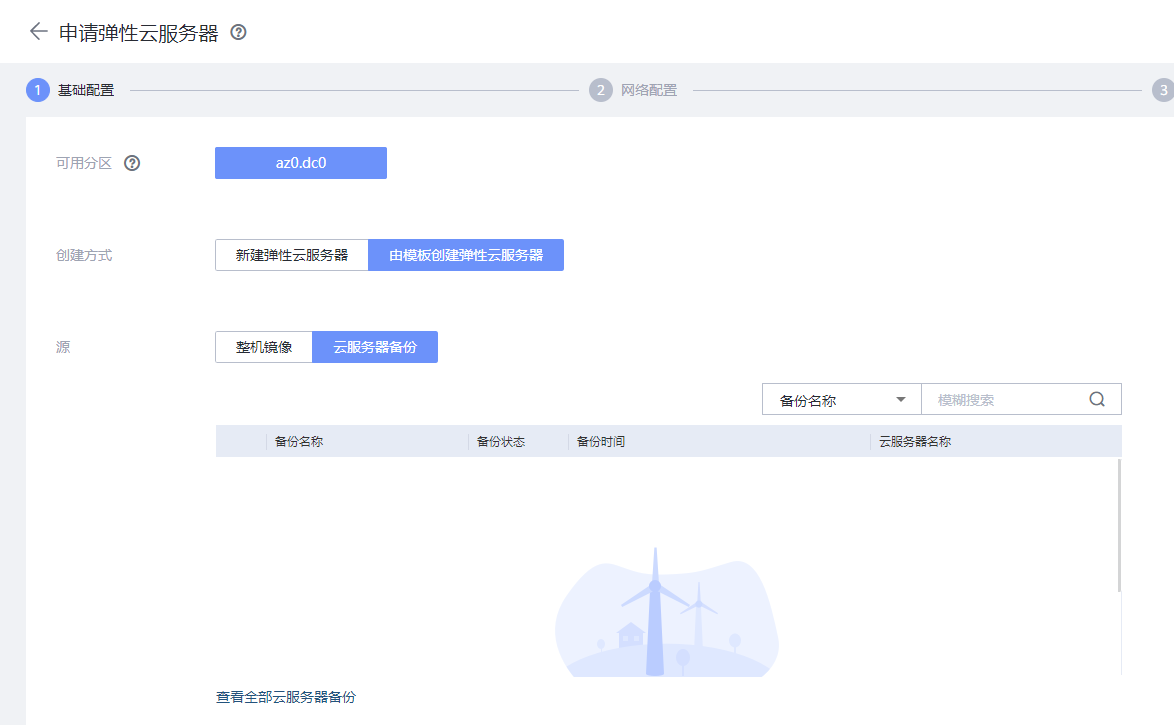 申请弹性云服务器 ?
1 基础配置 2 网络配置 3
可用分区 ? az0.dc0
创建方式 新建弹性云服务器 由模板创建弹性云服务器
源 整机镜像 云服务器备份
备份名称 模糊搜索
备份名称 备份状态 备份时间 云服务器名称
查看全部云服务器备份